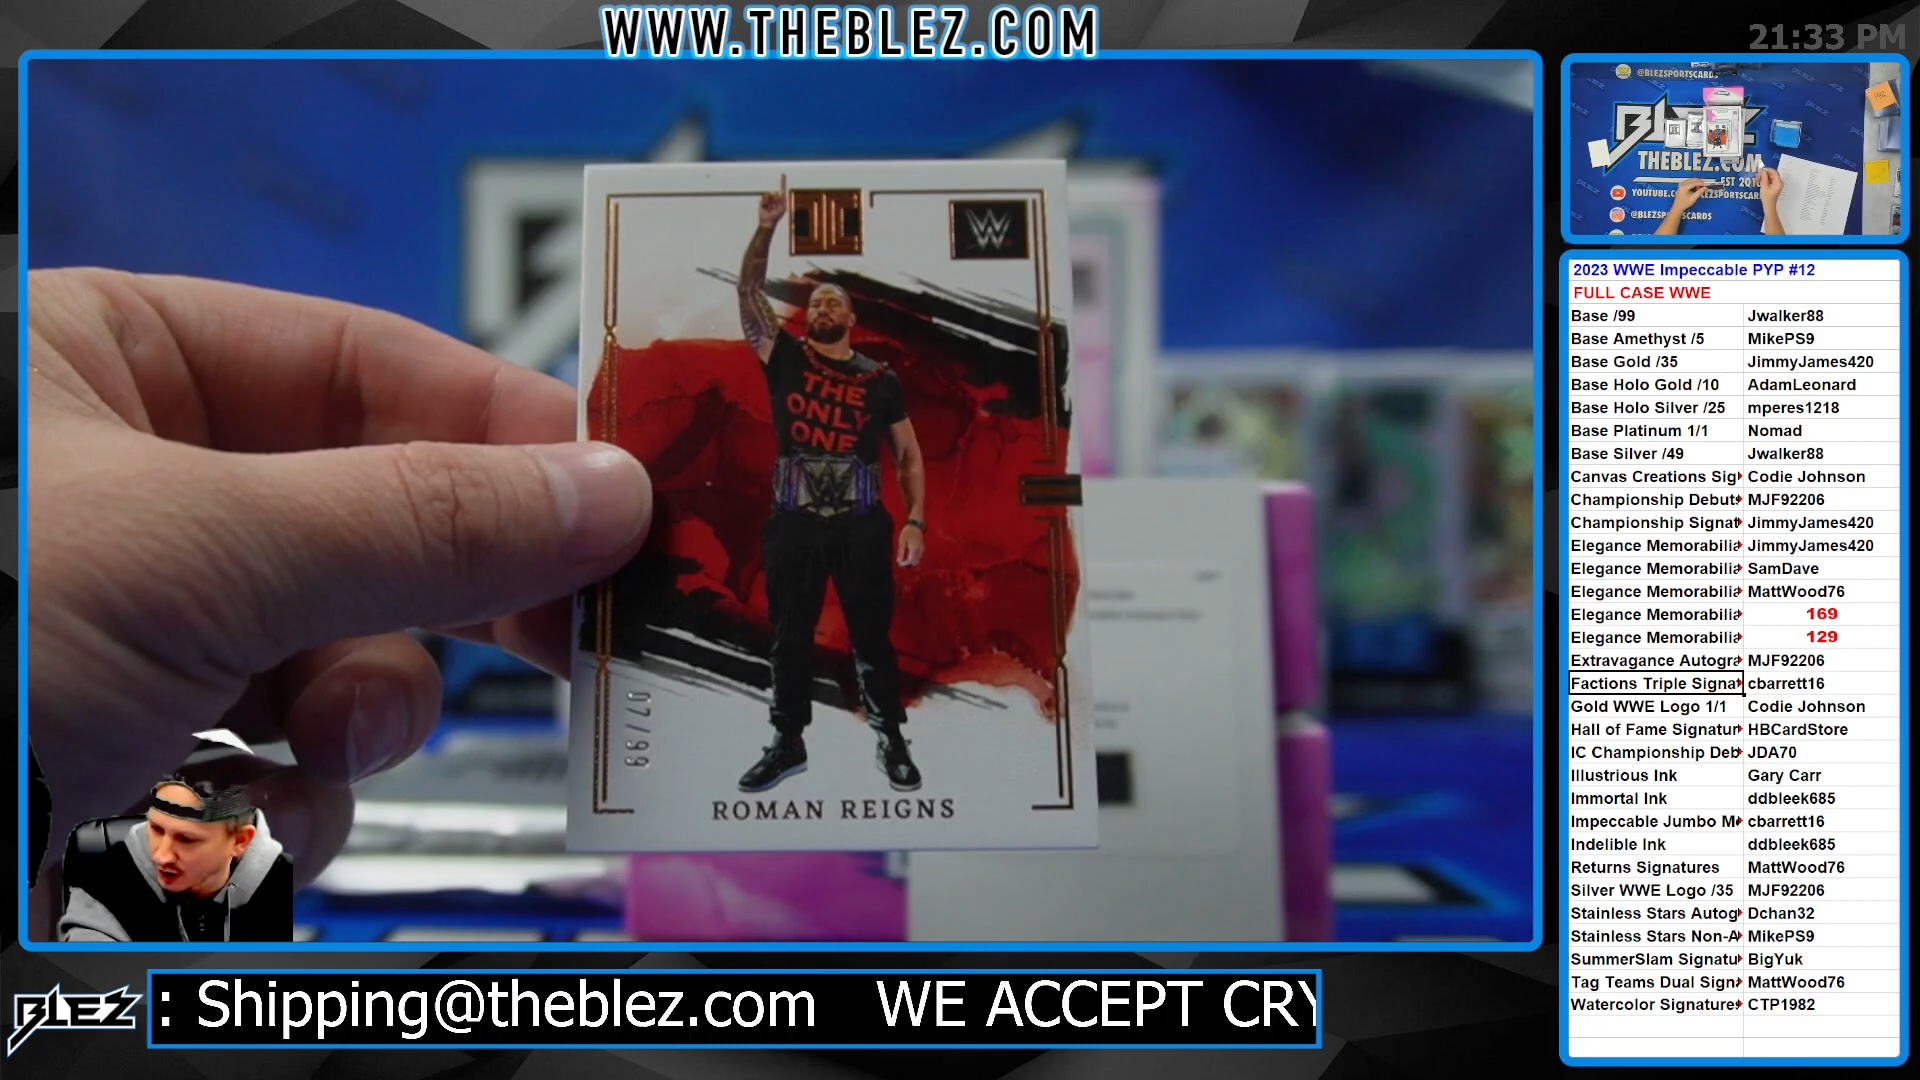 WWW.THEBLEZ.COM
21:33 PM
@BLEZSPORTSCARDS
BLEZ
THEBLEZ.COM
@BLEZSPORTSCARDS
W
THE
ONLY
ONE
07/99
ROMAN REIGNS
2023 WWE Impeccable PYP #12
FULL CASE WWE
Base /99 Jwalker88
Base Amethyst /5 MikePS9
Base Gold /35 JimmyJames420
Base Holo Gold /10 AdamLeonard
Base Holo Silver /25 mperes1218
Base Platinum 1/1 Nomad
Base Silver /49 Jwalker88
Canvas Creations Sig Codie Johnson
Championship Debut MJF92206
Championship Signat JimmyJames420
Elegance Memorabilia JimmyJames420
Elegance Memorabilia SamDave
Elegance Memorabilia MattWood76
Elegance Memorabilia 169
Elegance Memorabilia 129
Extravagance Autogra MJF92206
Factions Triple Signat cbarrett16
Gold WWE Logo 1/1 Codie Johnson
Hall of Fame Signatur HBCardStore
IC Championship Deb JDA70
Illustrious Ink Gary Carr
Immortal Ink ddbleek685
Impeccable Jumbo M cbarrett16
Indelible Ink ddbleek685
Returns Signatures MattWood76
Silver WWE Logo /35 MJF92206
Stainless Stars Autog Dchan32
Stainless Stars Non-A MikePS9
SummerSlam Signatu BigYuk
Tag Teams Dual Sign MattWood76
Watercolor Signatures CTP1982
BLEZ
: Shipping@theblez.com WE ACCEPT CRY